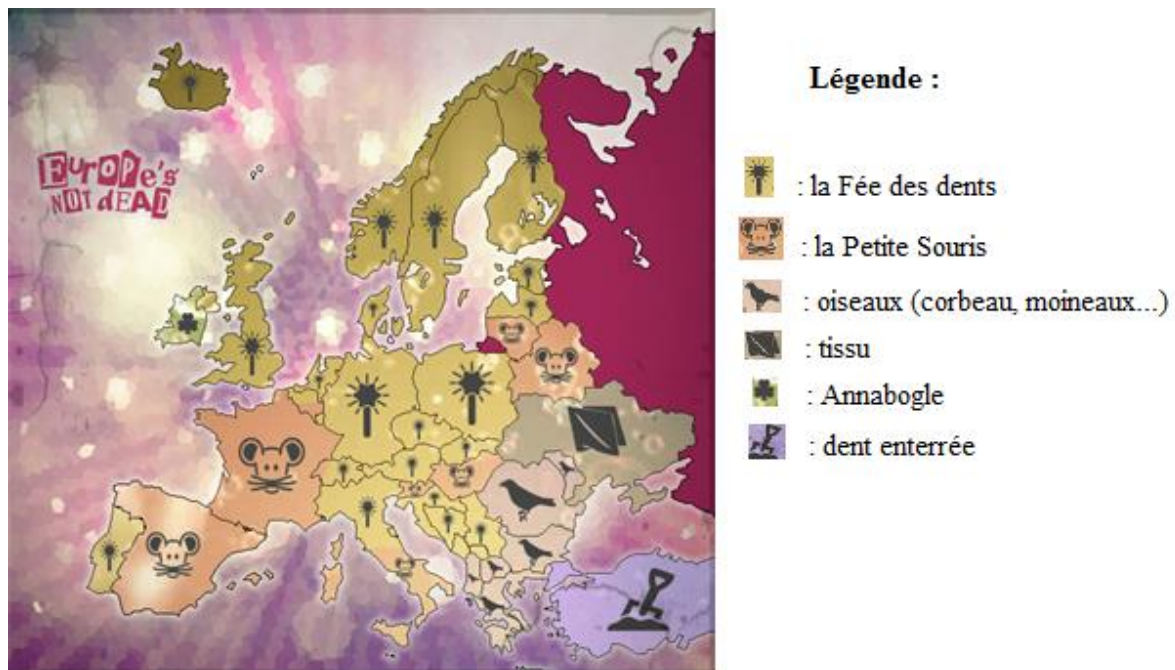 EUROPE's
NOT dEAD
Légende :
: la Fée des dents
: la Petite Souris
: oiseaux (corbeau, moineaux...)
: tissu
: Annabogle
: dent enterrée